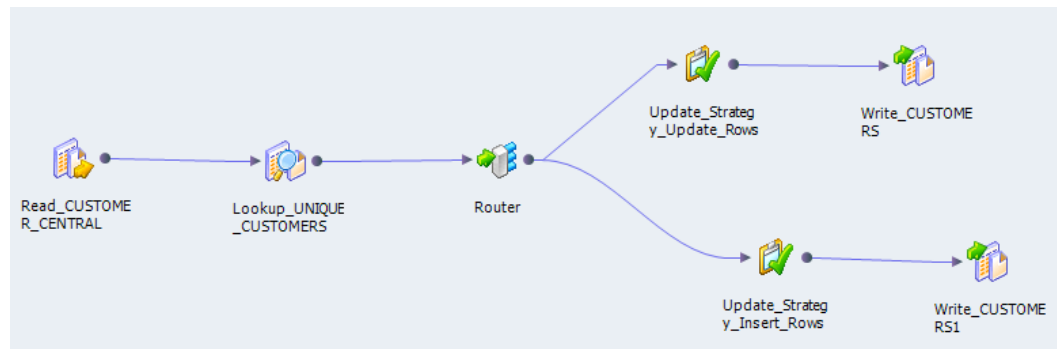 Update_Strateg
y_Update_Rows
Write_CUSTOME
RS
Read_CUSTOME
R_CENTRAL
Lookup_UNIQUE
_CUSTOMERS
Router
Update_Strateg
y_Insert_Rows
Write_CUSTOME
RS1